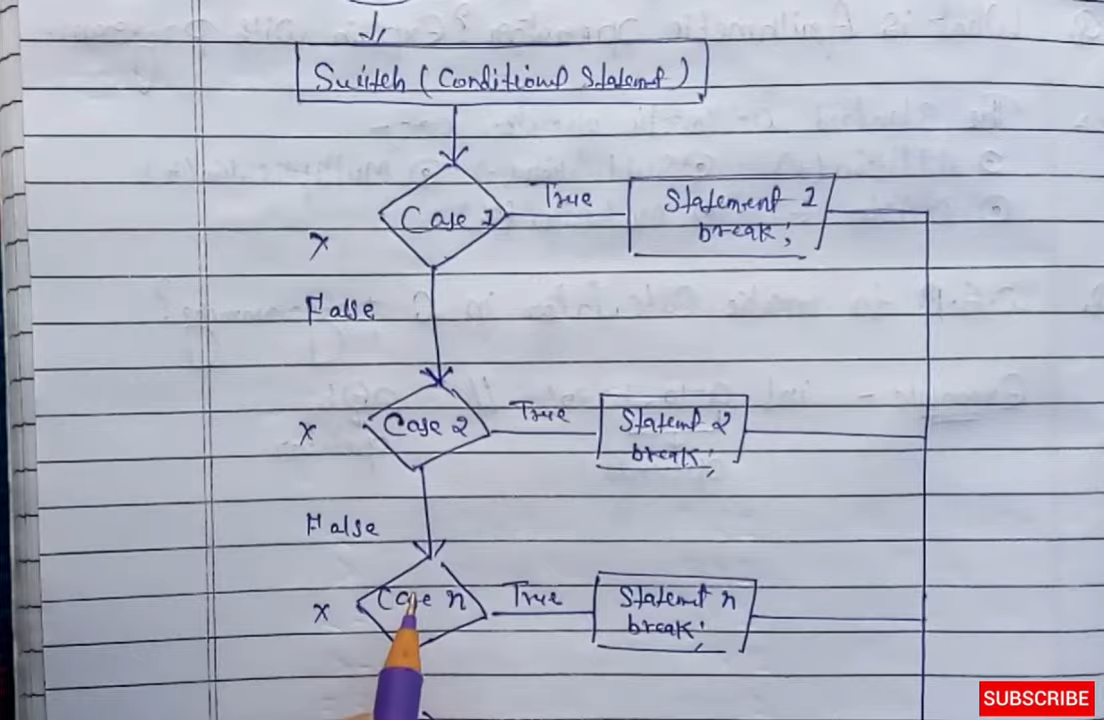 Switch (Conditional Statement)
Case 1
True
Statement 1
break;
x
False
Case 2
True
Statement 2
break;
x
False
Case n
True
Statement n
break;
x
SUBSCRIBE